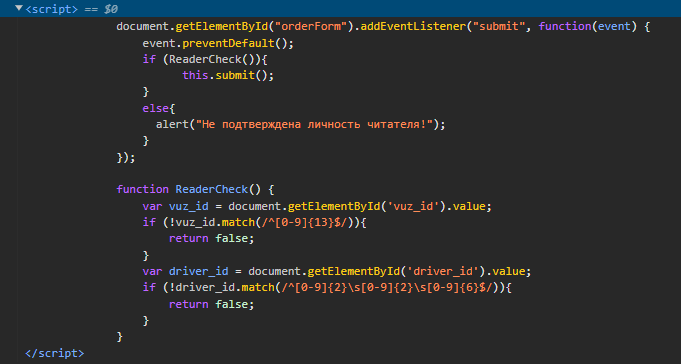 <script> == $0
document.getElementById("orderForm").addEventListener("submit", function(event) {
event.preventDefault();
if (ReaderCheck()){
this.submit();
}
else{
alert("Не подтверждена личность читателя!");
}
});
function ReaderCheck() {
var vuz_id = document.getElementById('vuz_id').value;
if (!vuz_id.match(/^[0-9]{13}$/)){
return false;
}
var driver_id = document.getElementById('driver_id').value;
if (!driver_id.match(/^[0-9]{2}\s[0-9]{2}\s[0-9]{6}$/)){
return false;
}
}
</script>